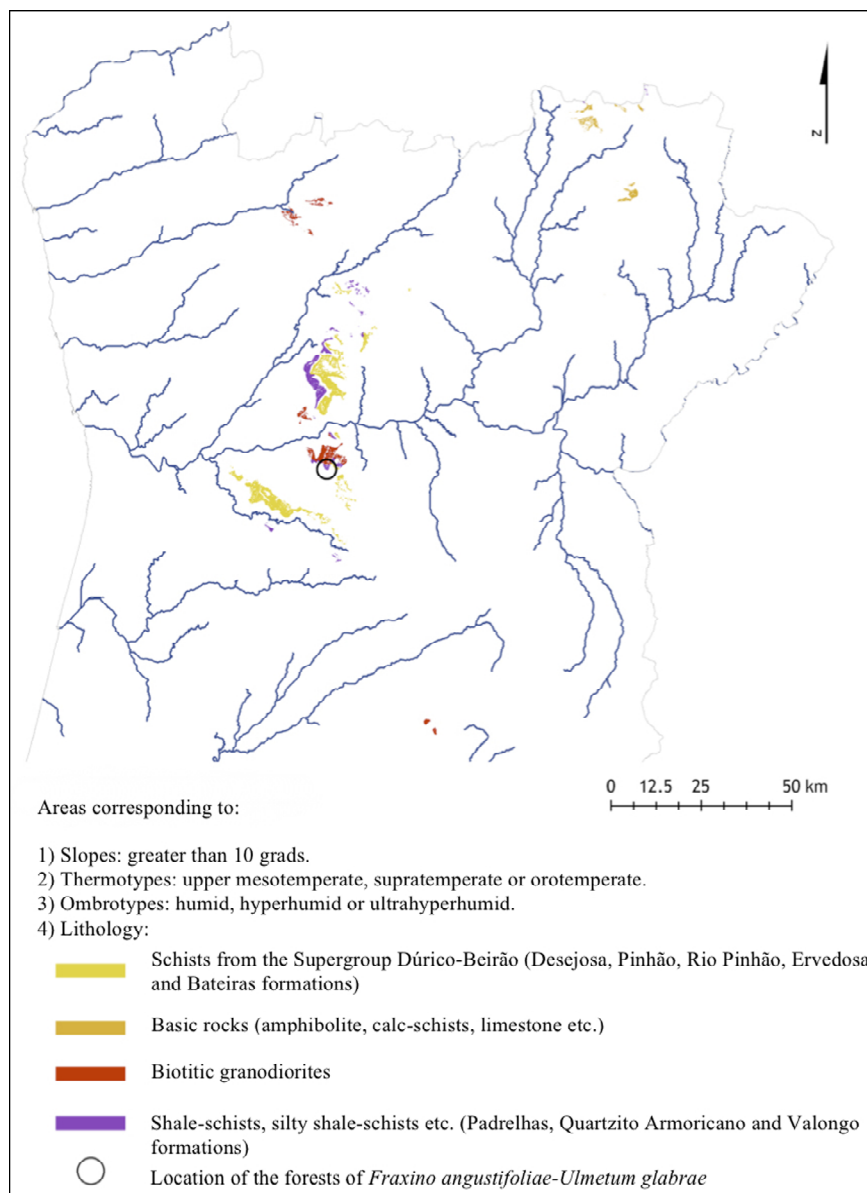 z
0 12.5 25 50 km
Areas corresponding to:
1) Slopes: greater than 10 grads.
2) Thermotypes: upper mesotemperate, supratemperate or orotemperate.
3) Ombrotypes: humid, hyperhumid or ultrahyperhumid.
4) Lithology:
Schists from the Supergroup Dúrico-Beirão (Desejosa, Pinhão, Rio Pinhão, Ervedosa
and Bateiras formations)
Basic rocks (amphibolite, calc-schists, limestone etc.)
Biotitic granodiorites
Shale-schists, silty shale-schists etc. (Padrelhas, Quartzito Armoricano and Valongo
formations)
Location of the forests of Fraxino angustifoliae-Ulmetum glabrae